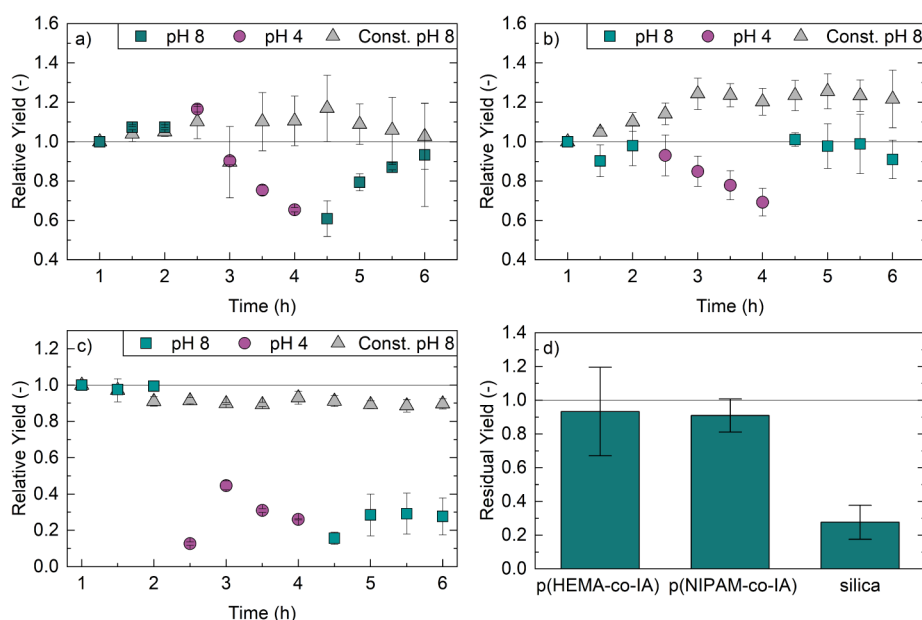 a)
pH 8 pH 4 Const. pH 8
Relative Yield (-)
1.6
1.4
1.2
1.0
0.8
0.6
0.4
1 2 3 4 5 6
Time (h)
b)
pH 8 pH 4 Const. pH 8
Relative Yield (-)
1.6
1.4
1.2
1.0
0.8
0.6
0.4
1 2 3 4 5 6
Time (h)
c)
pH 8 pH 4 Const. pH 8
Relative Yield (-)
1.2
1.0
0.8
0.6
0.4
0.2
0.0
1 2 3 4 5 6
Time (h)
d)
Residual Yield (-)
1.4
1.2
1.0
0.8
0.6
0.4
0.2
0.0
p(HEMA-co-IA) p(NIPAM-co-IA) silica